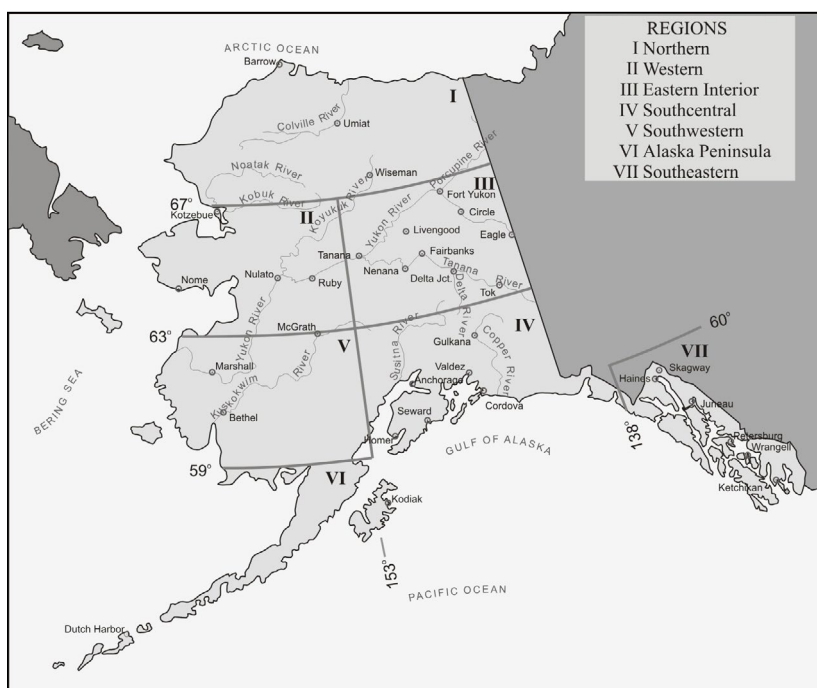 REGIONS
I Northern
II Western
III Eastern Interior
IV Southcentral
V Southwestern
VI Alaska Peninsula
VII Southeastern
ARCTIC OCEAN
Barrow
I
Colville River
Umiat
Noatak River
Wiseman
Porcupine River
Kobuk River
Koyukuk River
III
67°
Kotzebue
II
Fort Yukon
Yukon River
Circle
Livengood
Eagle
Fairbanks
Tanana
Nenana
Tanana River
Delta Jct.
Nome
Nulato
Ruby
Tok
Delta River
Yukon River
63°
McGrath
V
IV
60°
Susitna River
Gulkana
Copper River
VII
Marshall
River
Valdez
Skagway
Haines
Anchorage
Kuskokwim
Bethel
Seward
Cordova
Juneau
BERING SEA
Homer
GULF OF ALASKA
138°
Petersburg
Wrangell
59°
VI
Ketchikan
Kodiak
153°
PACIFIC OCEAN
Dutch Harbor